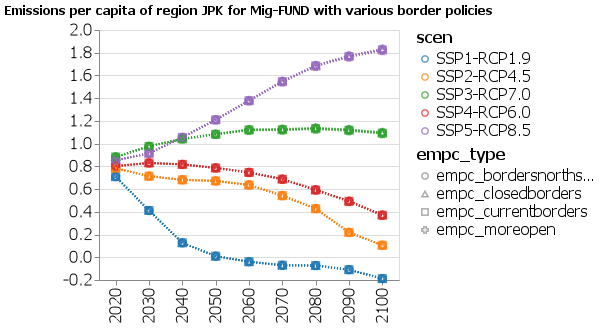 Emissions per capita of region JPK for Mig-FUND with various border policies
2.0
1.8
1.6
1.4
1.2
1.0
0.8
0.6
0.4
0.2
0.0
-0.2
2020
2030
2040
2050
2060
2070
2080
2090
2100
scen
SSP1-RCP1.9
SSP2-RCP4.5
SSP3-RCP7.0
SSP4-RCP6.0
SSP5-RCP8.5
empc_type
empc_bordersnorths...
empc_closedborders
empc_currentborders
empc_moreopen